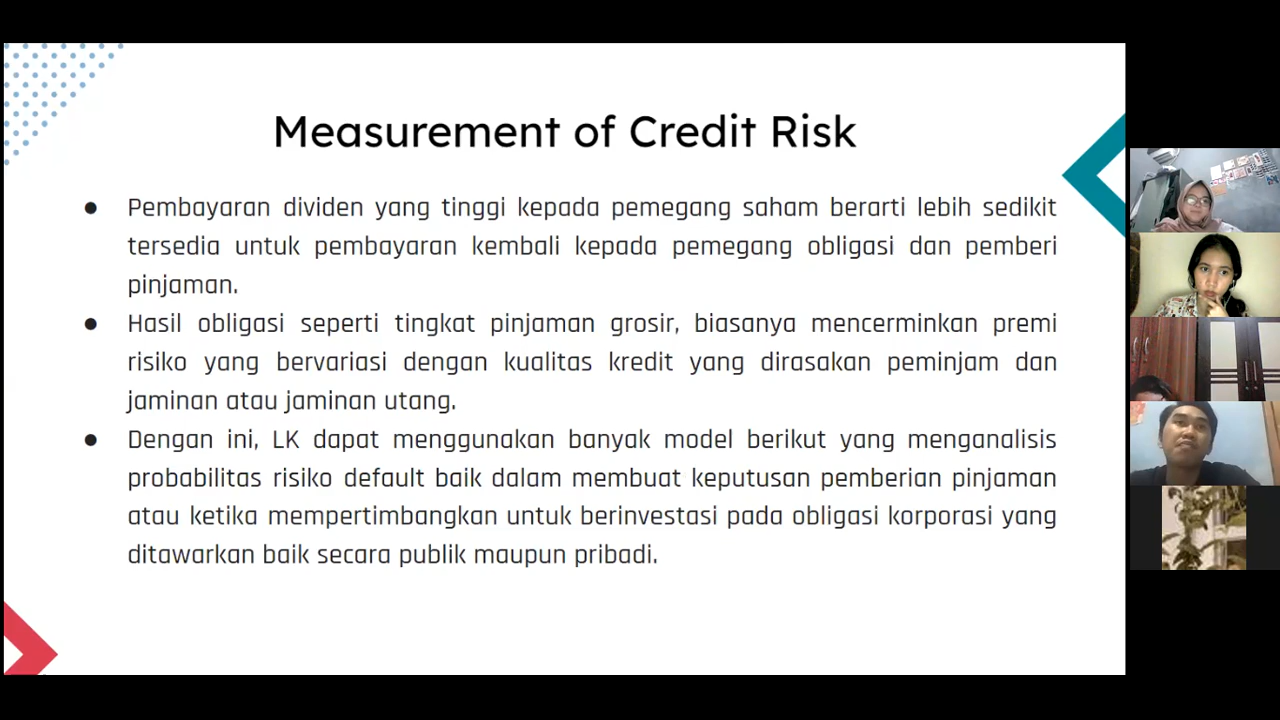 Measurement of Credit Risk
● Pembayaran dividen yang tinggi kepada pemegang saham berarti lebih sedikit
tersedia untuk pembayaran kembali kepada pemegang obligasi dan pemberi
pinjaman.
● Hasil obligasi seperti tingkat pinjaman grosir, biasanya mencerminkan premi
risiko yang bervariasi dengan kualitas kredit yang dirasakan peminjam dan
jaminan atau jaminan utang.
● Dengan ini, LK dapat menggunakan banyak model berikut yang menganalisis
probabilitas risiko default baik dalam membuat keputusan pemberian pinjaman
atau ketika mempertimbangkan untuk berinvestasi pada obligasi korporasi yang
ditawarkan baik secara publik maupun pribadi.